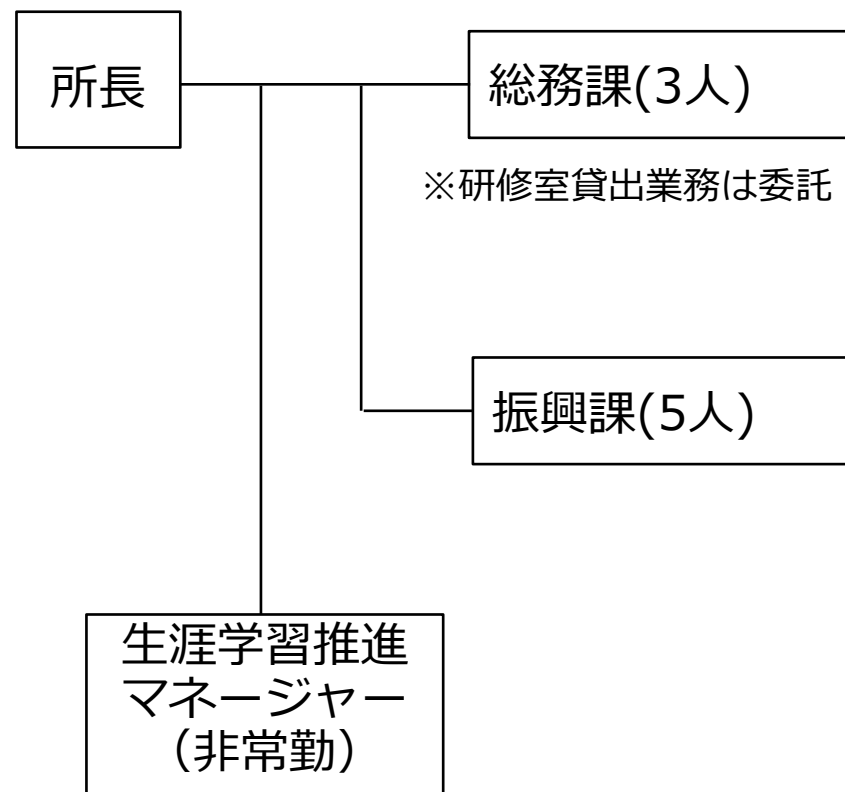 所長
総務課(3人)
※研修室貸出業務は委託
振興課(5人)
生涯学習推進
マネージャー
（非常勤）